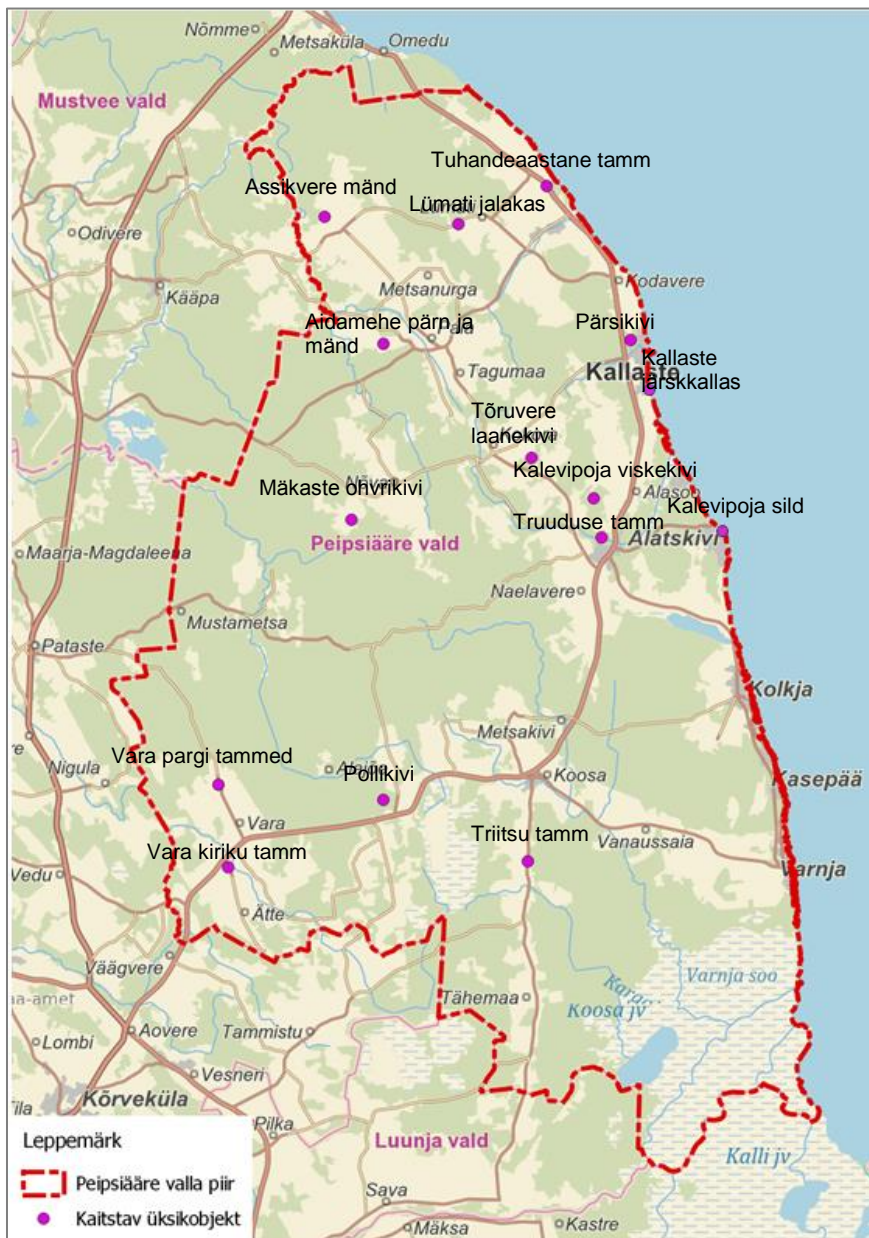 Nõmme
Metsaküla
Omedu
Mustvee vald
Tuhandeaastane tamm
Assikvere mänd
Lümati jalakas
Odivere
Kääpa
Metsanurga
Kodavere
Aidamehe pärn ja
mänd
Pala
Pärsikivi
Kallaste
järskkallas
Kallaste
Tagumaa
Tõruvere
laanekivi
Kalevipoja viskekivi
Mäkaste ohvrikivi
Alasoo
Kalevipoja sild
Truuduse tamm
Alatskivi
Peipsiääre vald
Maarja-Magdaleena
Naelavere
Mustametsa
Pataste
Kolkja
Metsakivi
Vara pargi tammed
Nigula
Pollikivi
Koosa
Kasepää
Vara
Triitsu tamm
Vanaussaia
Vara kiriku tamm
Vedu
Varnja
Ätte
Väägvere
Varnja soo
aa-amet
Tähemaa
Koosa jv
Lombi
Aovere
Tammistu
Vesneri
Kõrveküla
Pilka
Luunja vald
Kalli jv
Leppemärk
Peipsiääre valla piir
Kaitstav üksikobjekt
Sava
Mäksa
Kastre